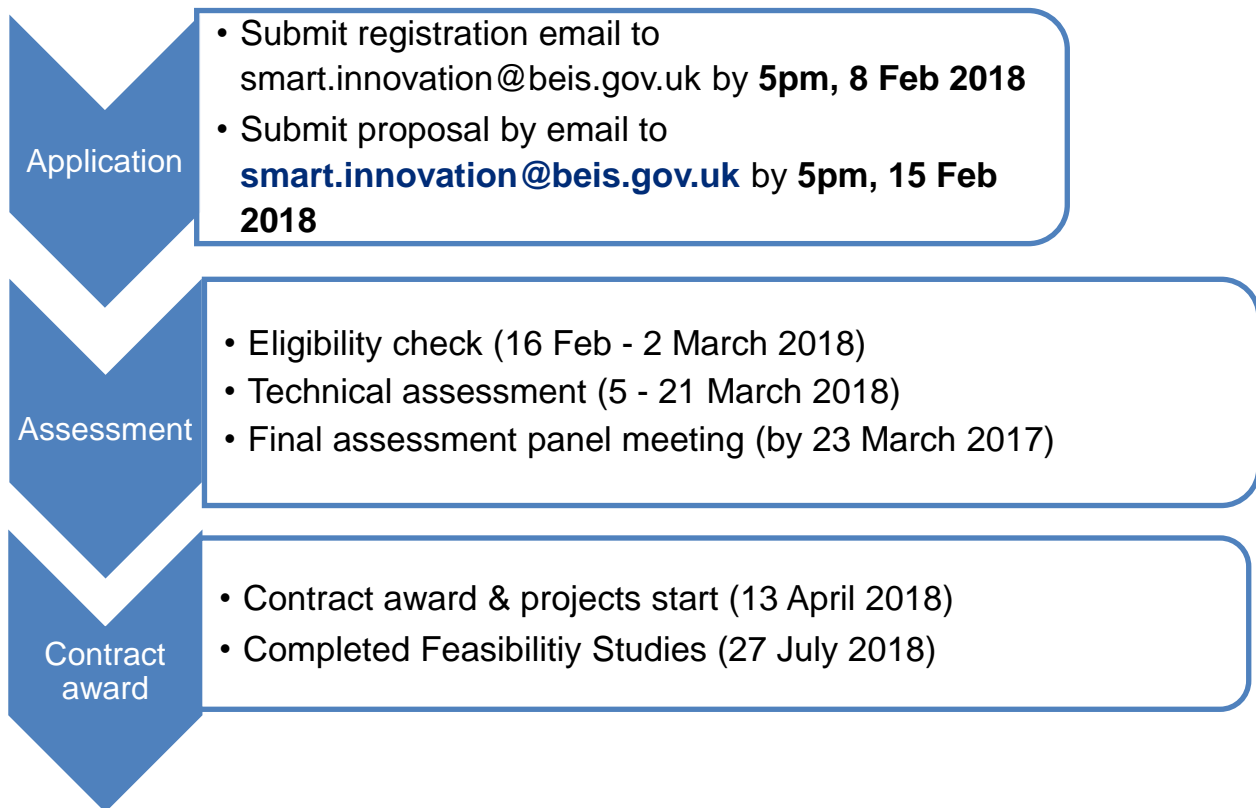 Application
• Submit registration email to
smart.innovation@beis.gov.uk by 5pm, 8 Feb 2018
• Submit proposal by email to
smart.innovation@beis.gov.uk by 5pm, 15 Feb
2018
Assessment
• Eligibility check (16 Feb - 2 March 2018)
• Technical assessment (5 - 21 March 2018)
• Final assessment panel meeting (by 23 March 2017)
Contract
award
• Contract award & projects start (13 April 2018)
• Completed Feasibilitiy Studies (27 July 2018)